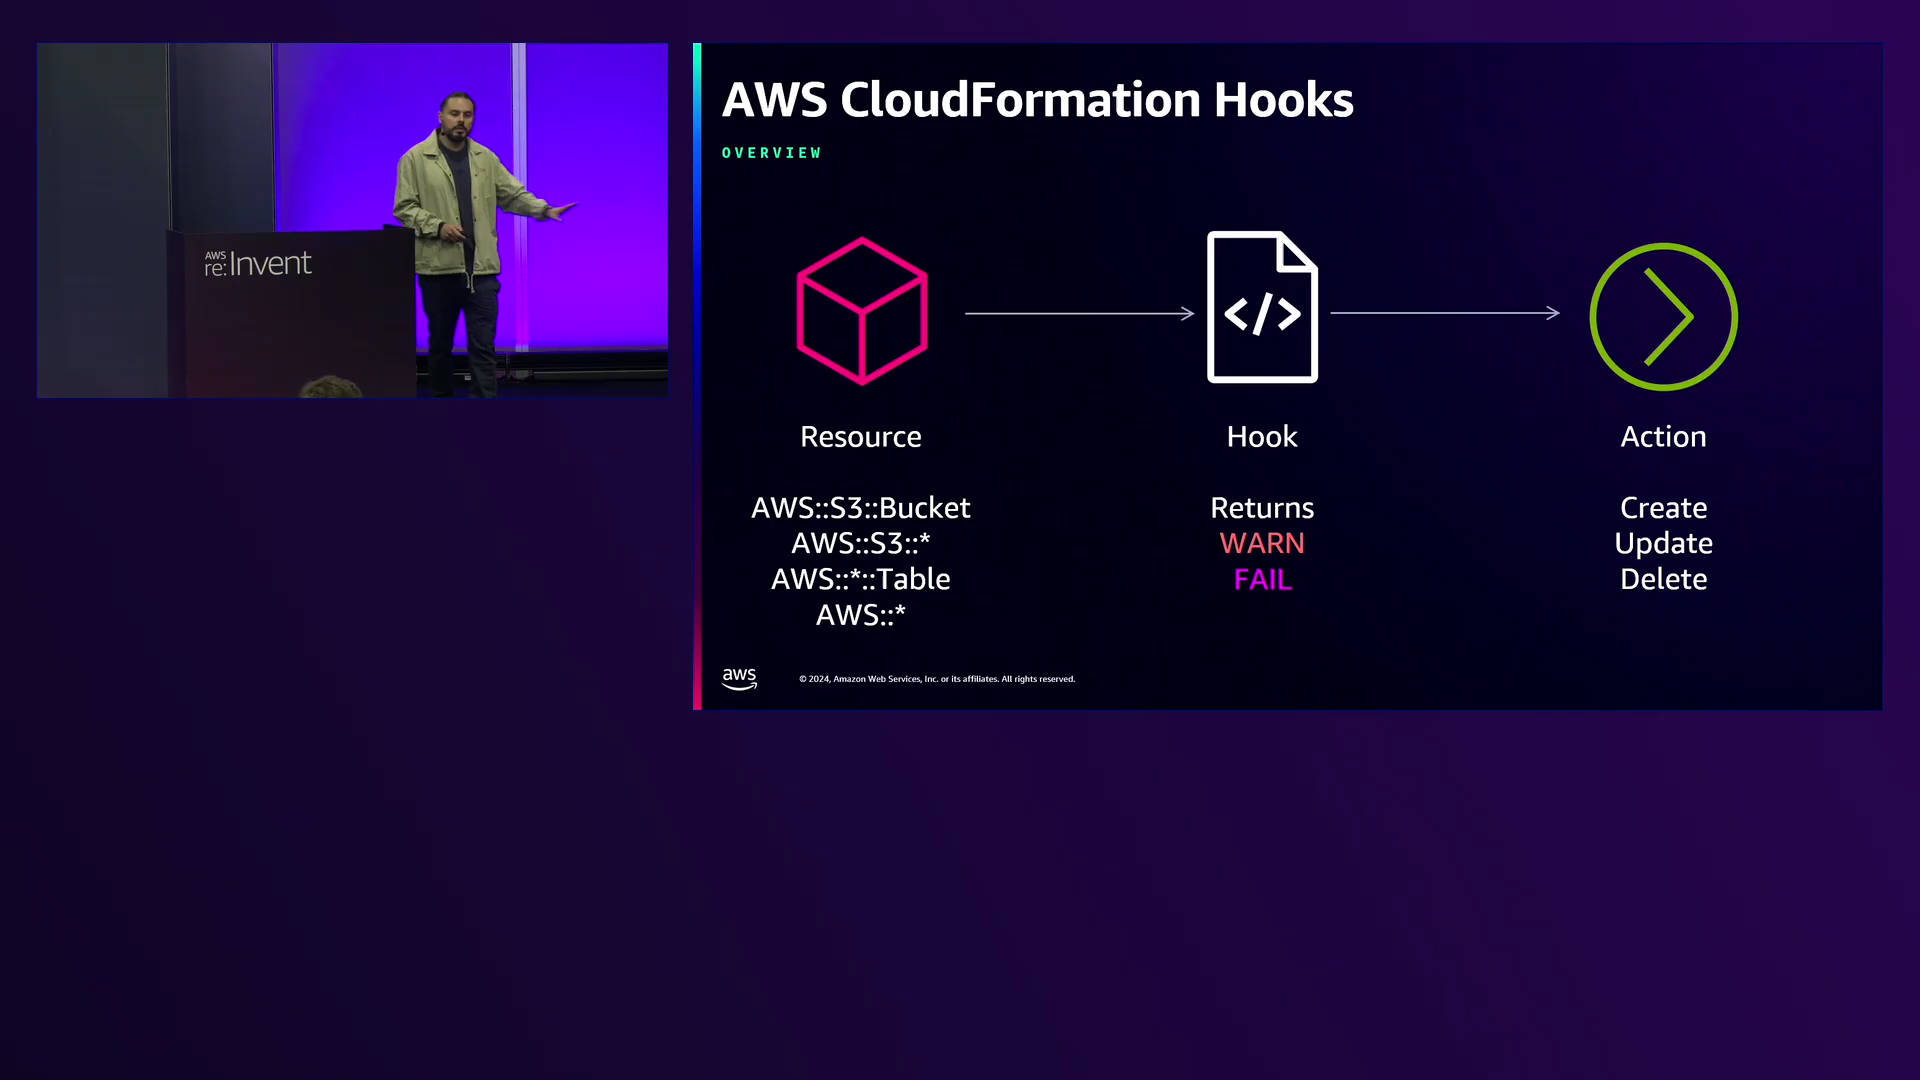 AWS
re:Invent
AWS CloudFormation Hooks
OVERVIEW
Resource
AWS::S3::Bucket
AWS::S3::*
AWS::*::Table
AWS::*
Hook
Returns
WARN
FAIL
Action
Create
Update
Delete
aws
© 2024, Amazon Web Services, Inc. or its affiliates. All rights reserved.